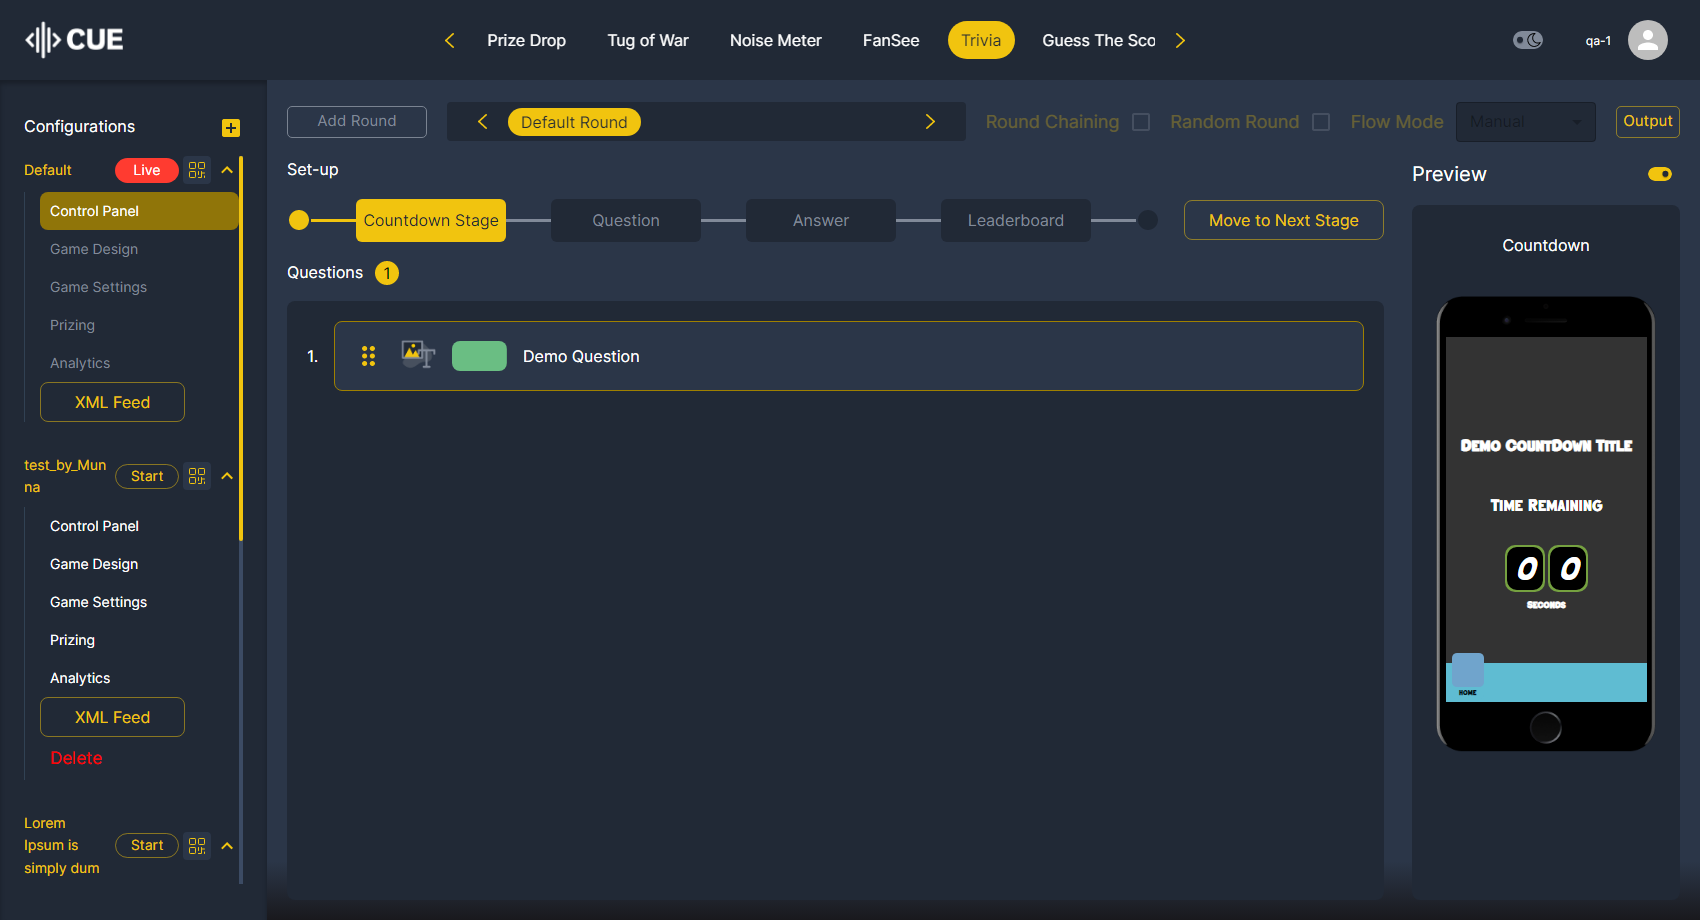 CUE
Prize Drop
Tug of War
Noise Meter
FanSee
Trivia
Guess The Sco
qa-1
Configurations
Default
Live
Control Panel
Game Design
Game Settings
Prizing
Analytics
XML Feed
test_by_Mun
na
Start
Control Panel
Game Design
Game Settings
Prizing
Analytics
XML Feed
Delete
Lorem
Ipsum is
simply dum
Start
Add Round
Default Round
Round Chaining
Random Round
Flow Mode
Manual
Output
Set-up
Countdown Stage
Question
Answer
Leaderboard
Move to Next Stage
Questions 1
1.
T
Demo Question
Preview
Countdown
Demo CountDown Title
Time Remaining
0 0
Seconds
HOME